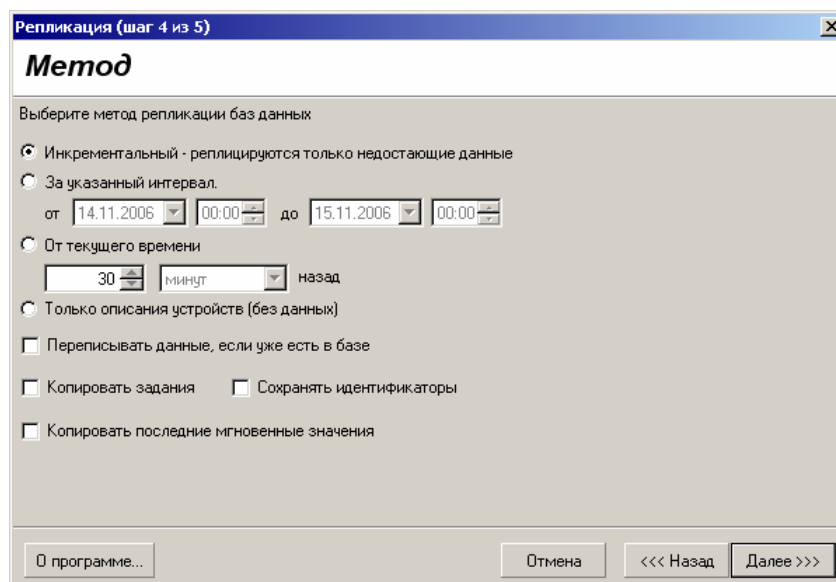 Репликация (шаг 4 из 5)
Метод
Выберите метод репликации баз данных
Инкрементальный - реплицируются только недостающие данные
За указанный интервал.
от 14.11.2006 00:00 до 15.11.2006 00:00
От текущего времени
30 минут назад
Только описания устройств (без данных)
Переписывать данные, если уже есть в базе
Копировать задания Сохранять идентификаторы
Копировать последние мгновенные значения
О программе... Отмена <<< Назад Далее >>>